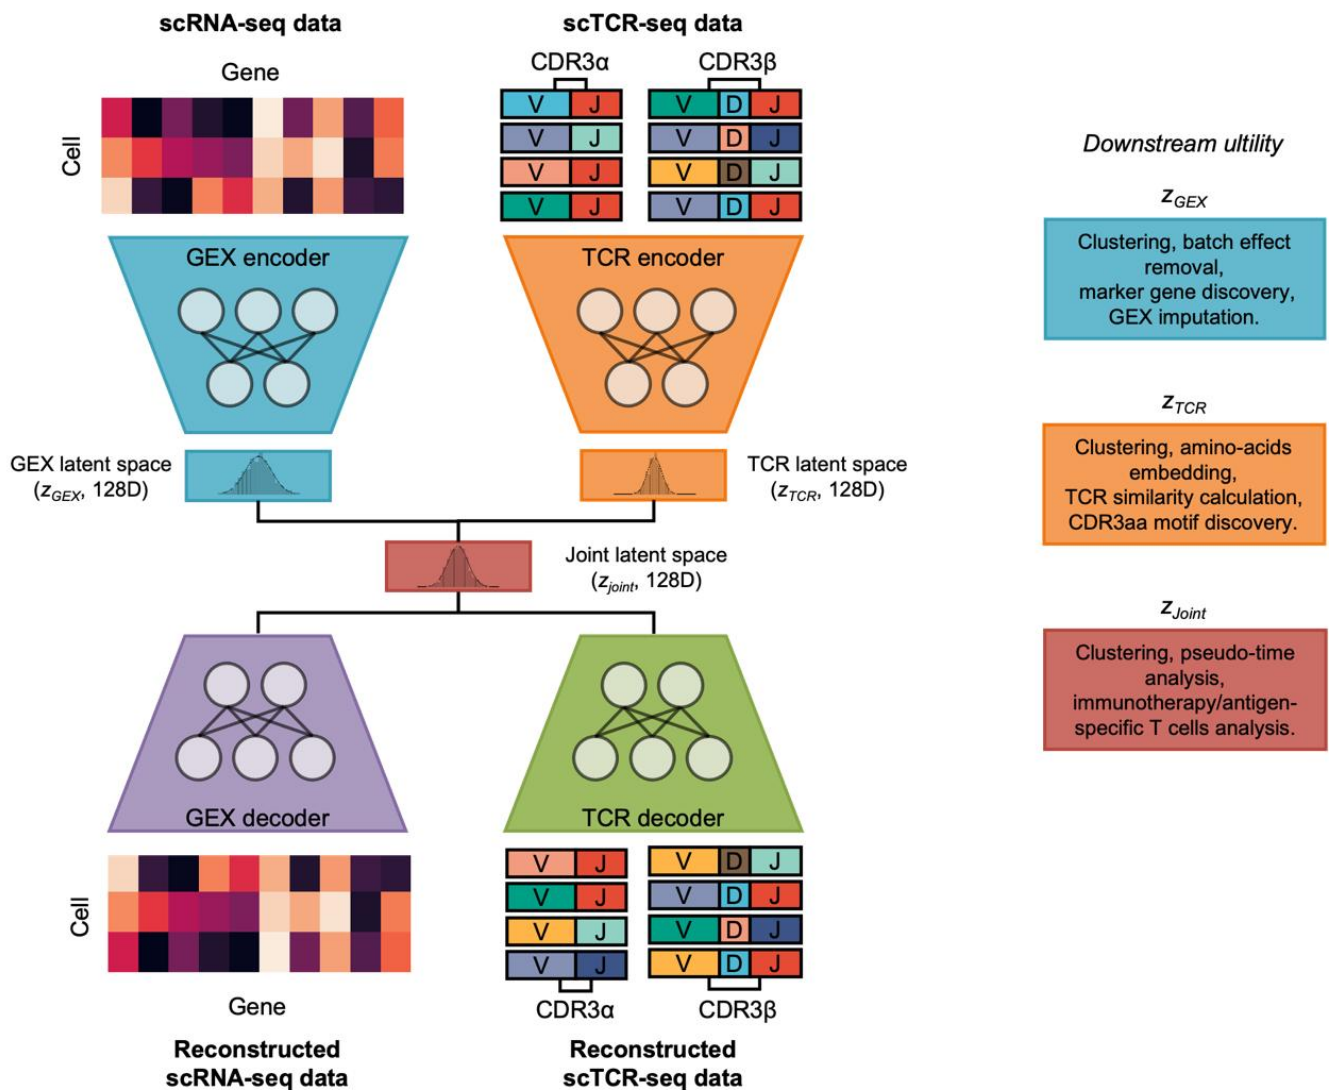 scRNA-seq data
scTCR-seq data
Gene
Cell
CDR3α
CDR3β
V J
V D J
V J
V D J
V J
V D J
V J
V D J
GEX encoder
TCR encoder
GEX latent space
(zGEX, 128D)
TCR latent space
(zTCR, 128D)
Joint latent space
(zjoint, 128D)
GEX decoder
TCR decoder
Cell
Gene
V J
V D J
V J
V D J
V J
V D J
V J
V D J
CDR3α
CDR3β
Reconstructed
scRNA-seq data
Reconstructed
scTCR-seq data
Downstream ultility
zGEX
Clustering, batch effect
removal,
marker gene discovery,
GEX imputation.
zTCR
Clustering, amino-acids
embedding,
TCR similarity calculation,
CDR3aa motif discovery.
zJoint
Clustering, pseudo-time
analysis,
immunotherapy/antigen-
specific T cells analysis.